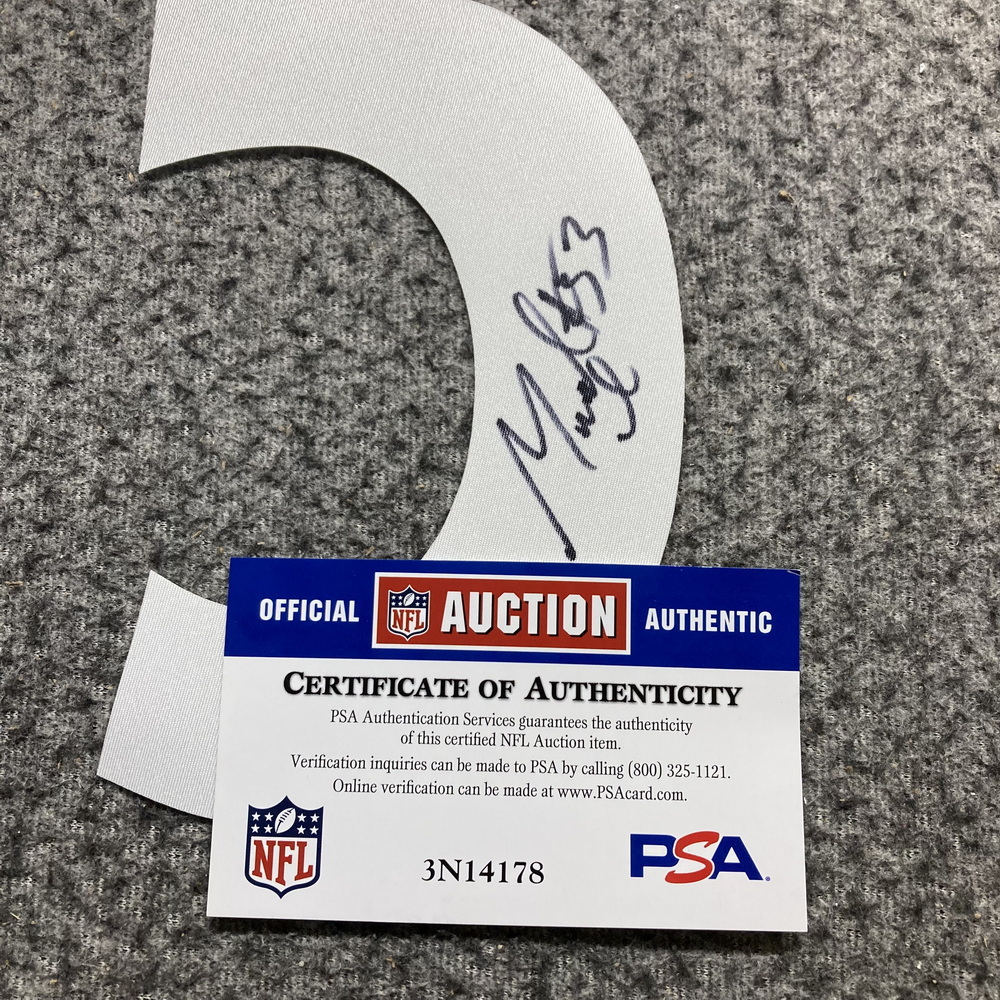 53
OFFICIAL NFL AUCTION AUTHENTIC
CERTIFICATE OF AUTHENTICITY
PSA Authentication Services guarantees the authenticity
of this certified NFL Auction item.
Verification inquiries can be made to PSA by calling (800) 325-1121.
Online verification can be made at www.PSAcard.com.
NFL 3N14178 PSA